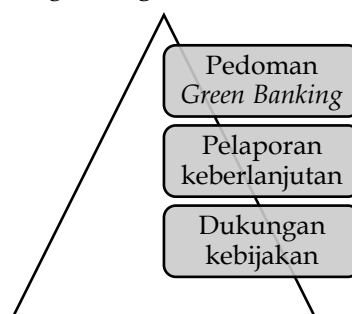 Pedoman
Green Banking
Pelaporan
keberlanjutan
Dukungan
kebijakan